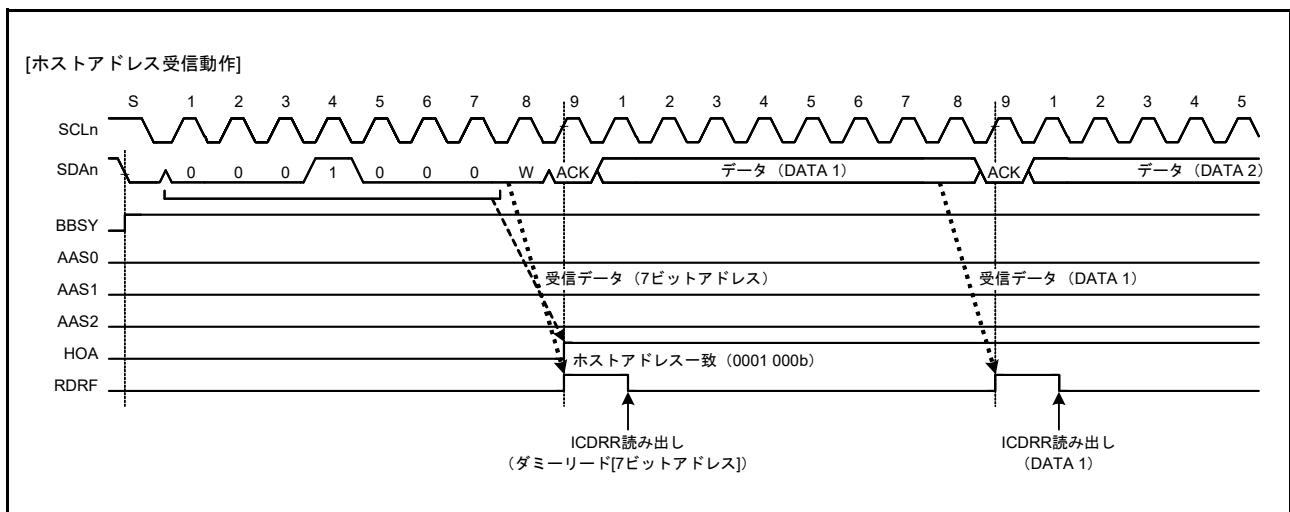 [ホストアドレス受信動作]
S 1 2 3 4 5 6 7 8 9 1 2 3 4 5 6 7 8 9 1 2 3 4 5
SCLn
SDAn 0 0 0 1 0 0 0 W ACK データ（DATA 1） ACK データ（DATA 2）
BBSY
AAS0
受信データ（7ビットアドレス） 受信データ（DATA 1）
AAS1
AAS2
HOA
ホストアドレス一致（0001 000b）
RDRF
ICDRR読み出し
（ダミーリード[7ビットアドレス]）
ICDRR読み出し
（DATA 1）